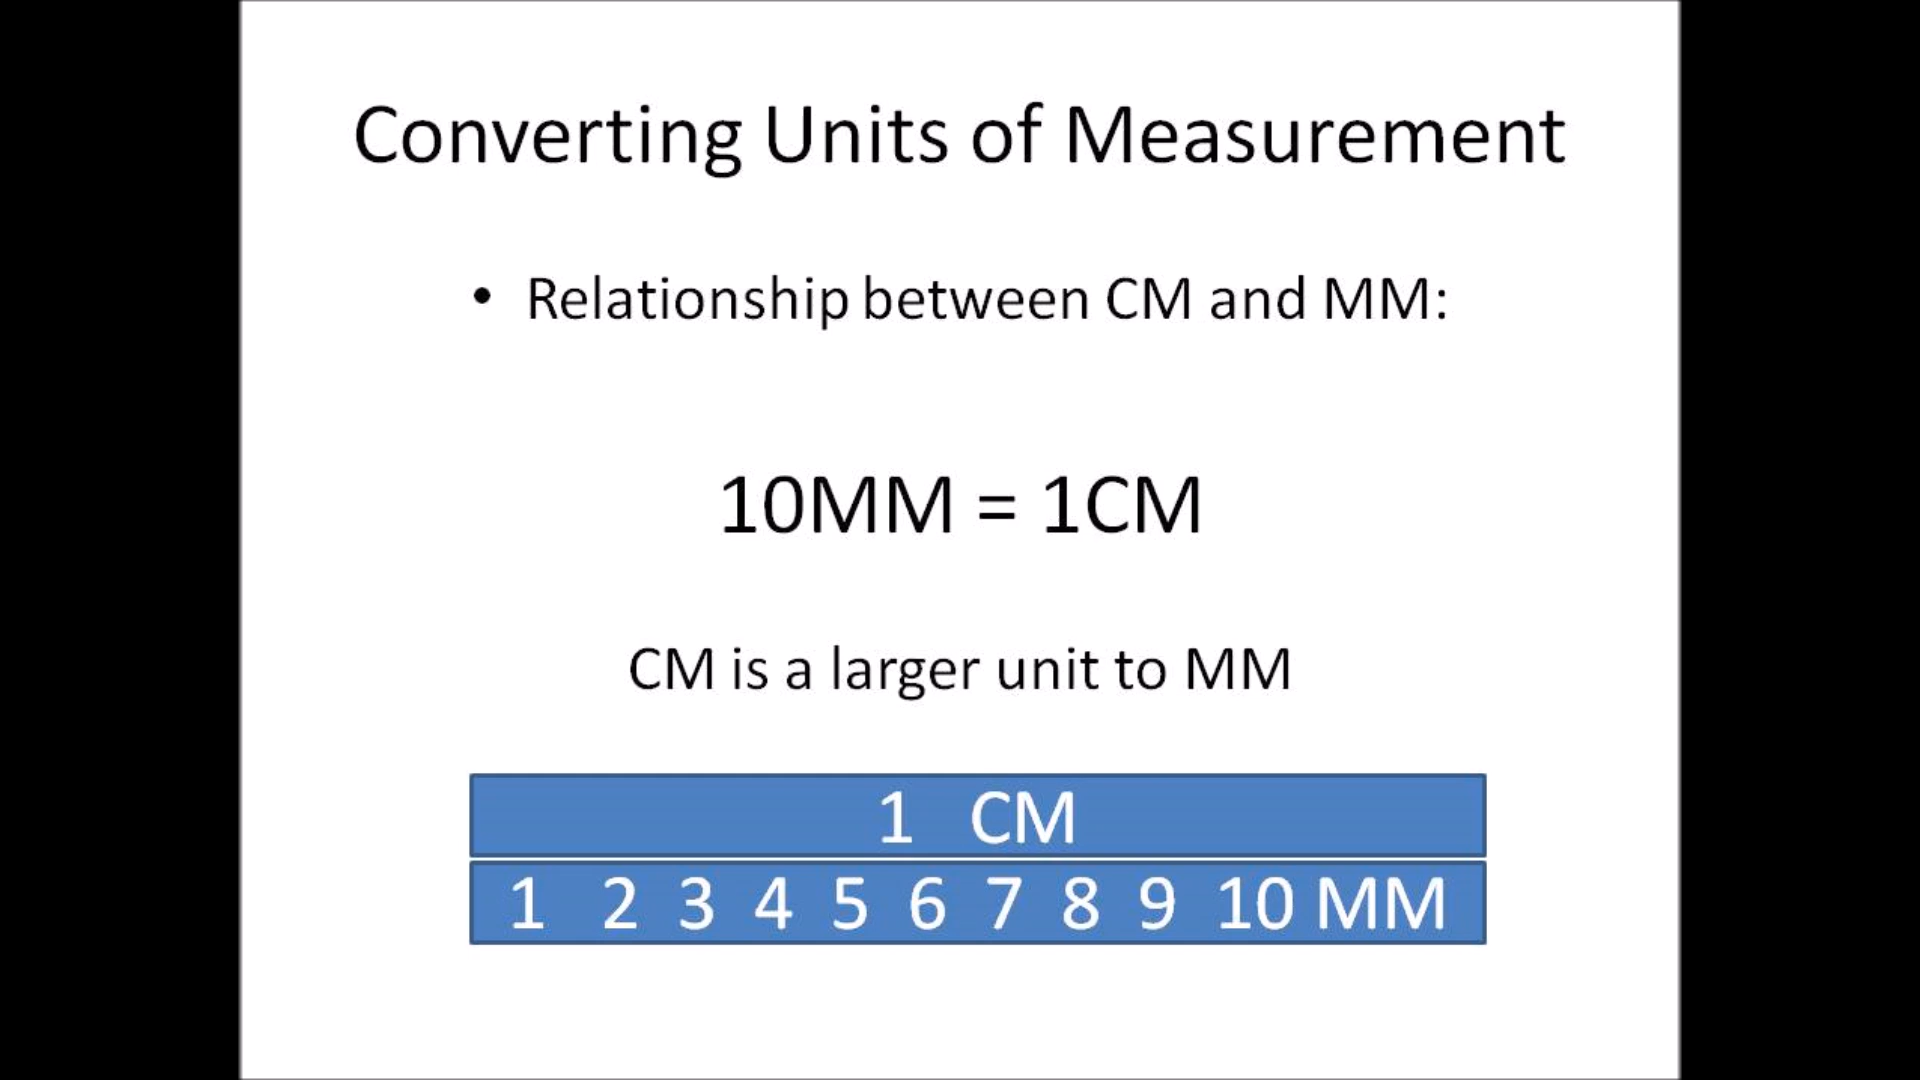 Converting Units of Measurement
• Relationship between CM and MM:
10MM = 1CM
CM is a larger unit to MM
1 CM
1 2 3 4 5 6 7 8 9 10 MM